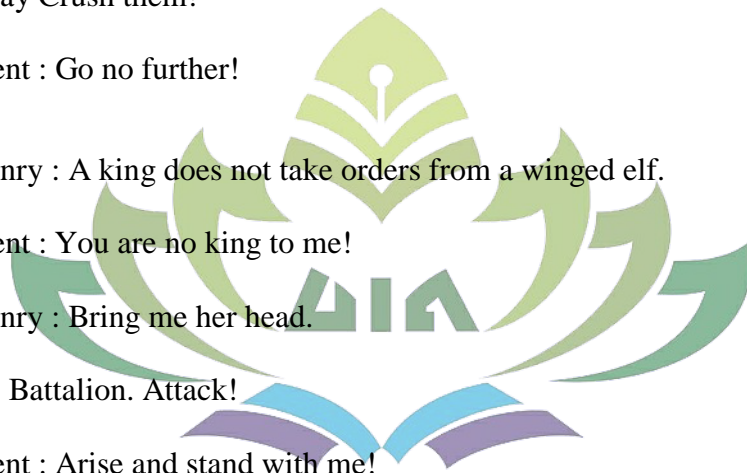 ay Crush them!
ent : Go no further!
nry : A king does not take orders from a winged elf.
ent : You are no king to me!
nry : Bring me her head.
UIN
Battalion. Attack!
ent : Arise and stand with me!